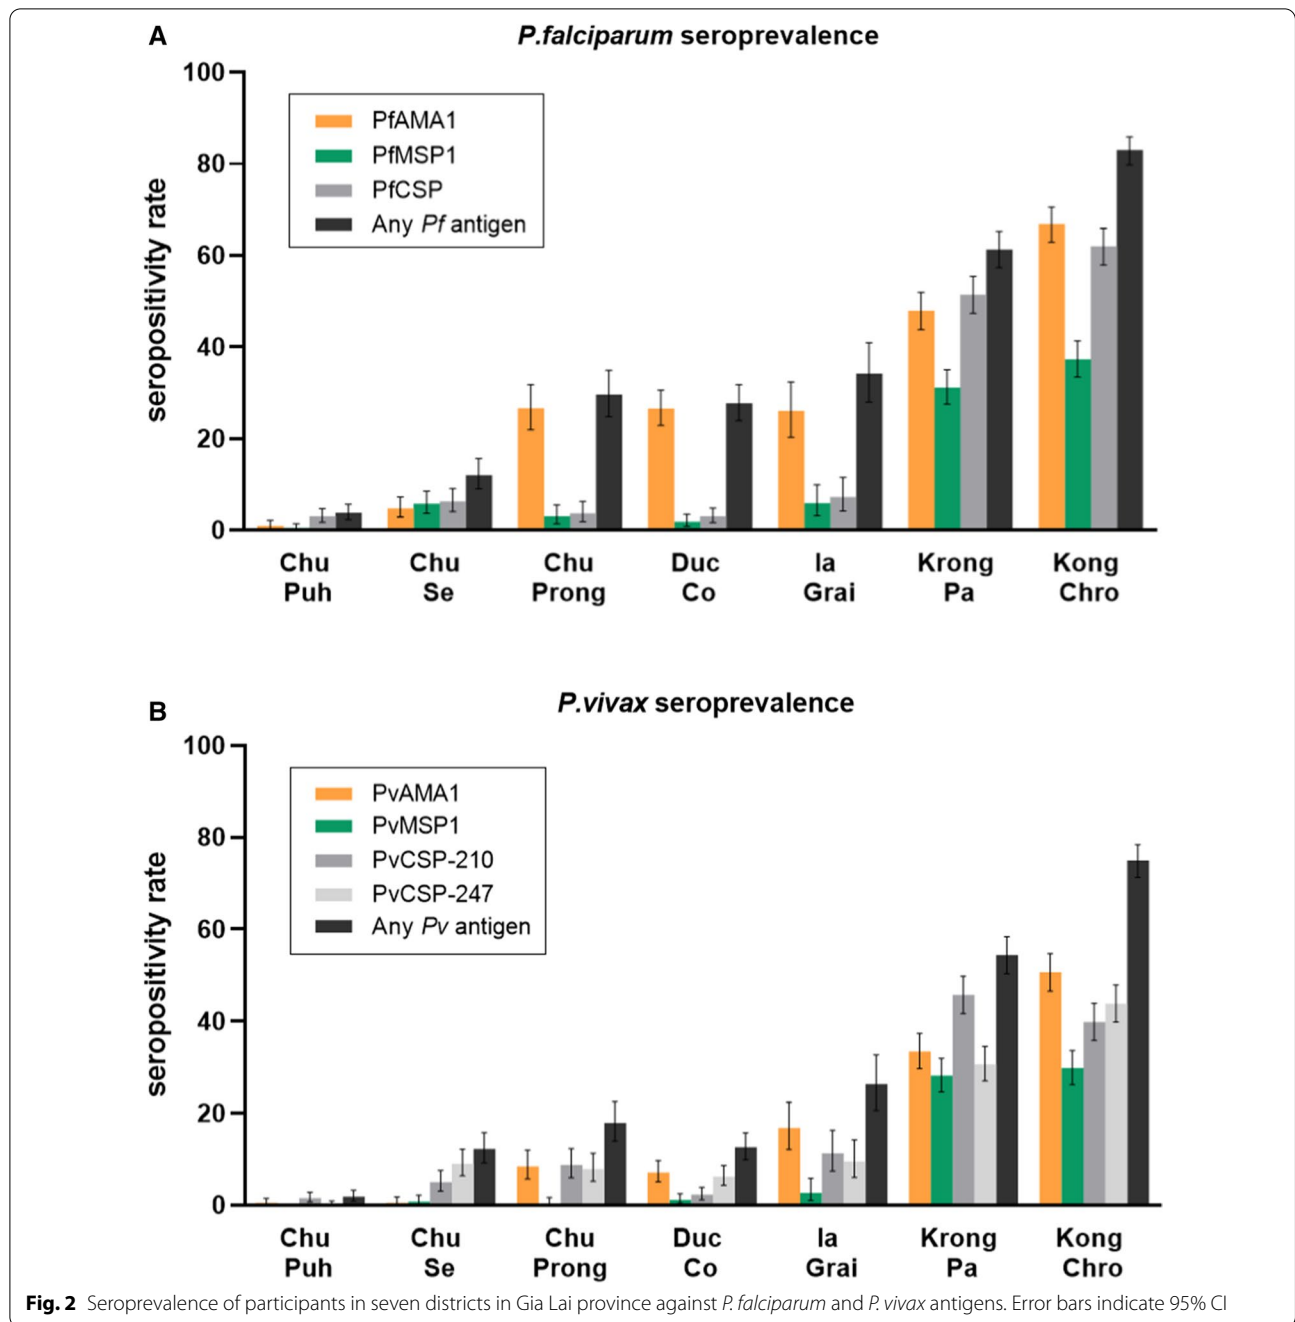 A
P.falciparum seroprevalence
seropositivity rate
100
80
60
40
20
0
PfAMA1
PfMSP1
PfCSP
Any Pf antigen
Chu Puh
Chu Se
Chu Prong
Duc Co
Ia Grai
Krong Pa
Kong Chro
B
P.vivax seroprevalence
seropositivity rate
100
80
60
40
20
0
PvAMA1
PvMSP1
PvCSP-210
PvCSP-247
Any Pv antigen
Chu Puh
Chu Se
Chu Prong
Duc Co
Ia Grai
Krong Pa
Kong Chro
Fig. 2 Seroprevalence of participants in seven districts in Gia Lai province against P. falciparum and P. vivax antigens. Error bars indicate 95% CI